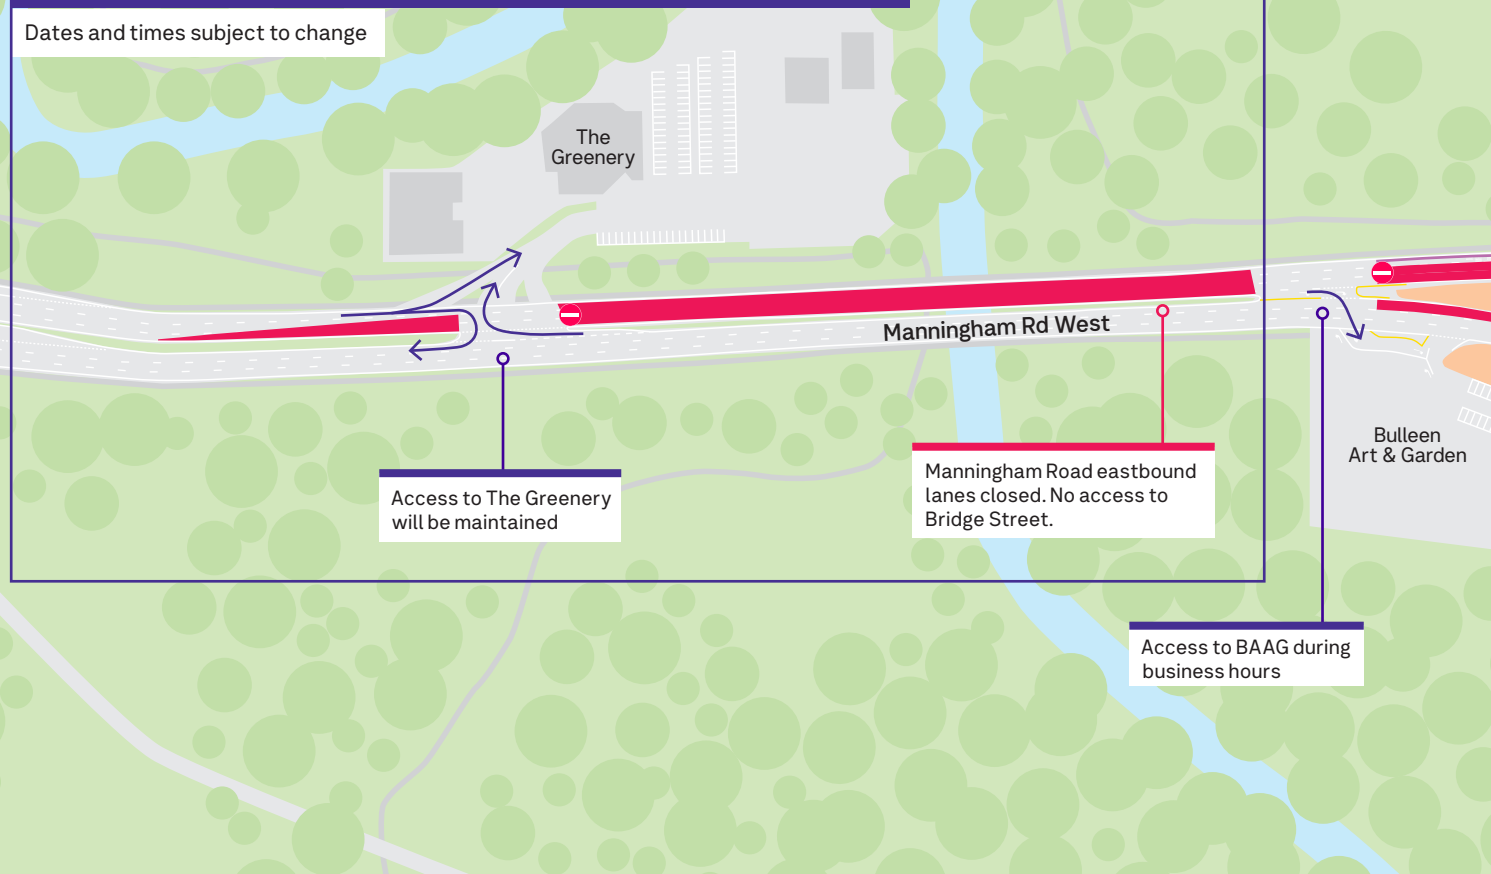 Dates and times subject to change
The
Greenery
Manningham Rd West
Bulleen
Art & Garden
Access to The Greenery
will be maintained
Manningham Road eastbound
lanes closed. No access to
Bridge Street.
Access to BAAG during
business hours